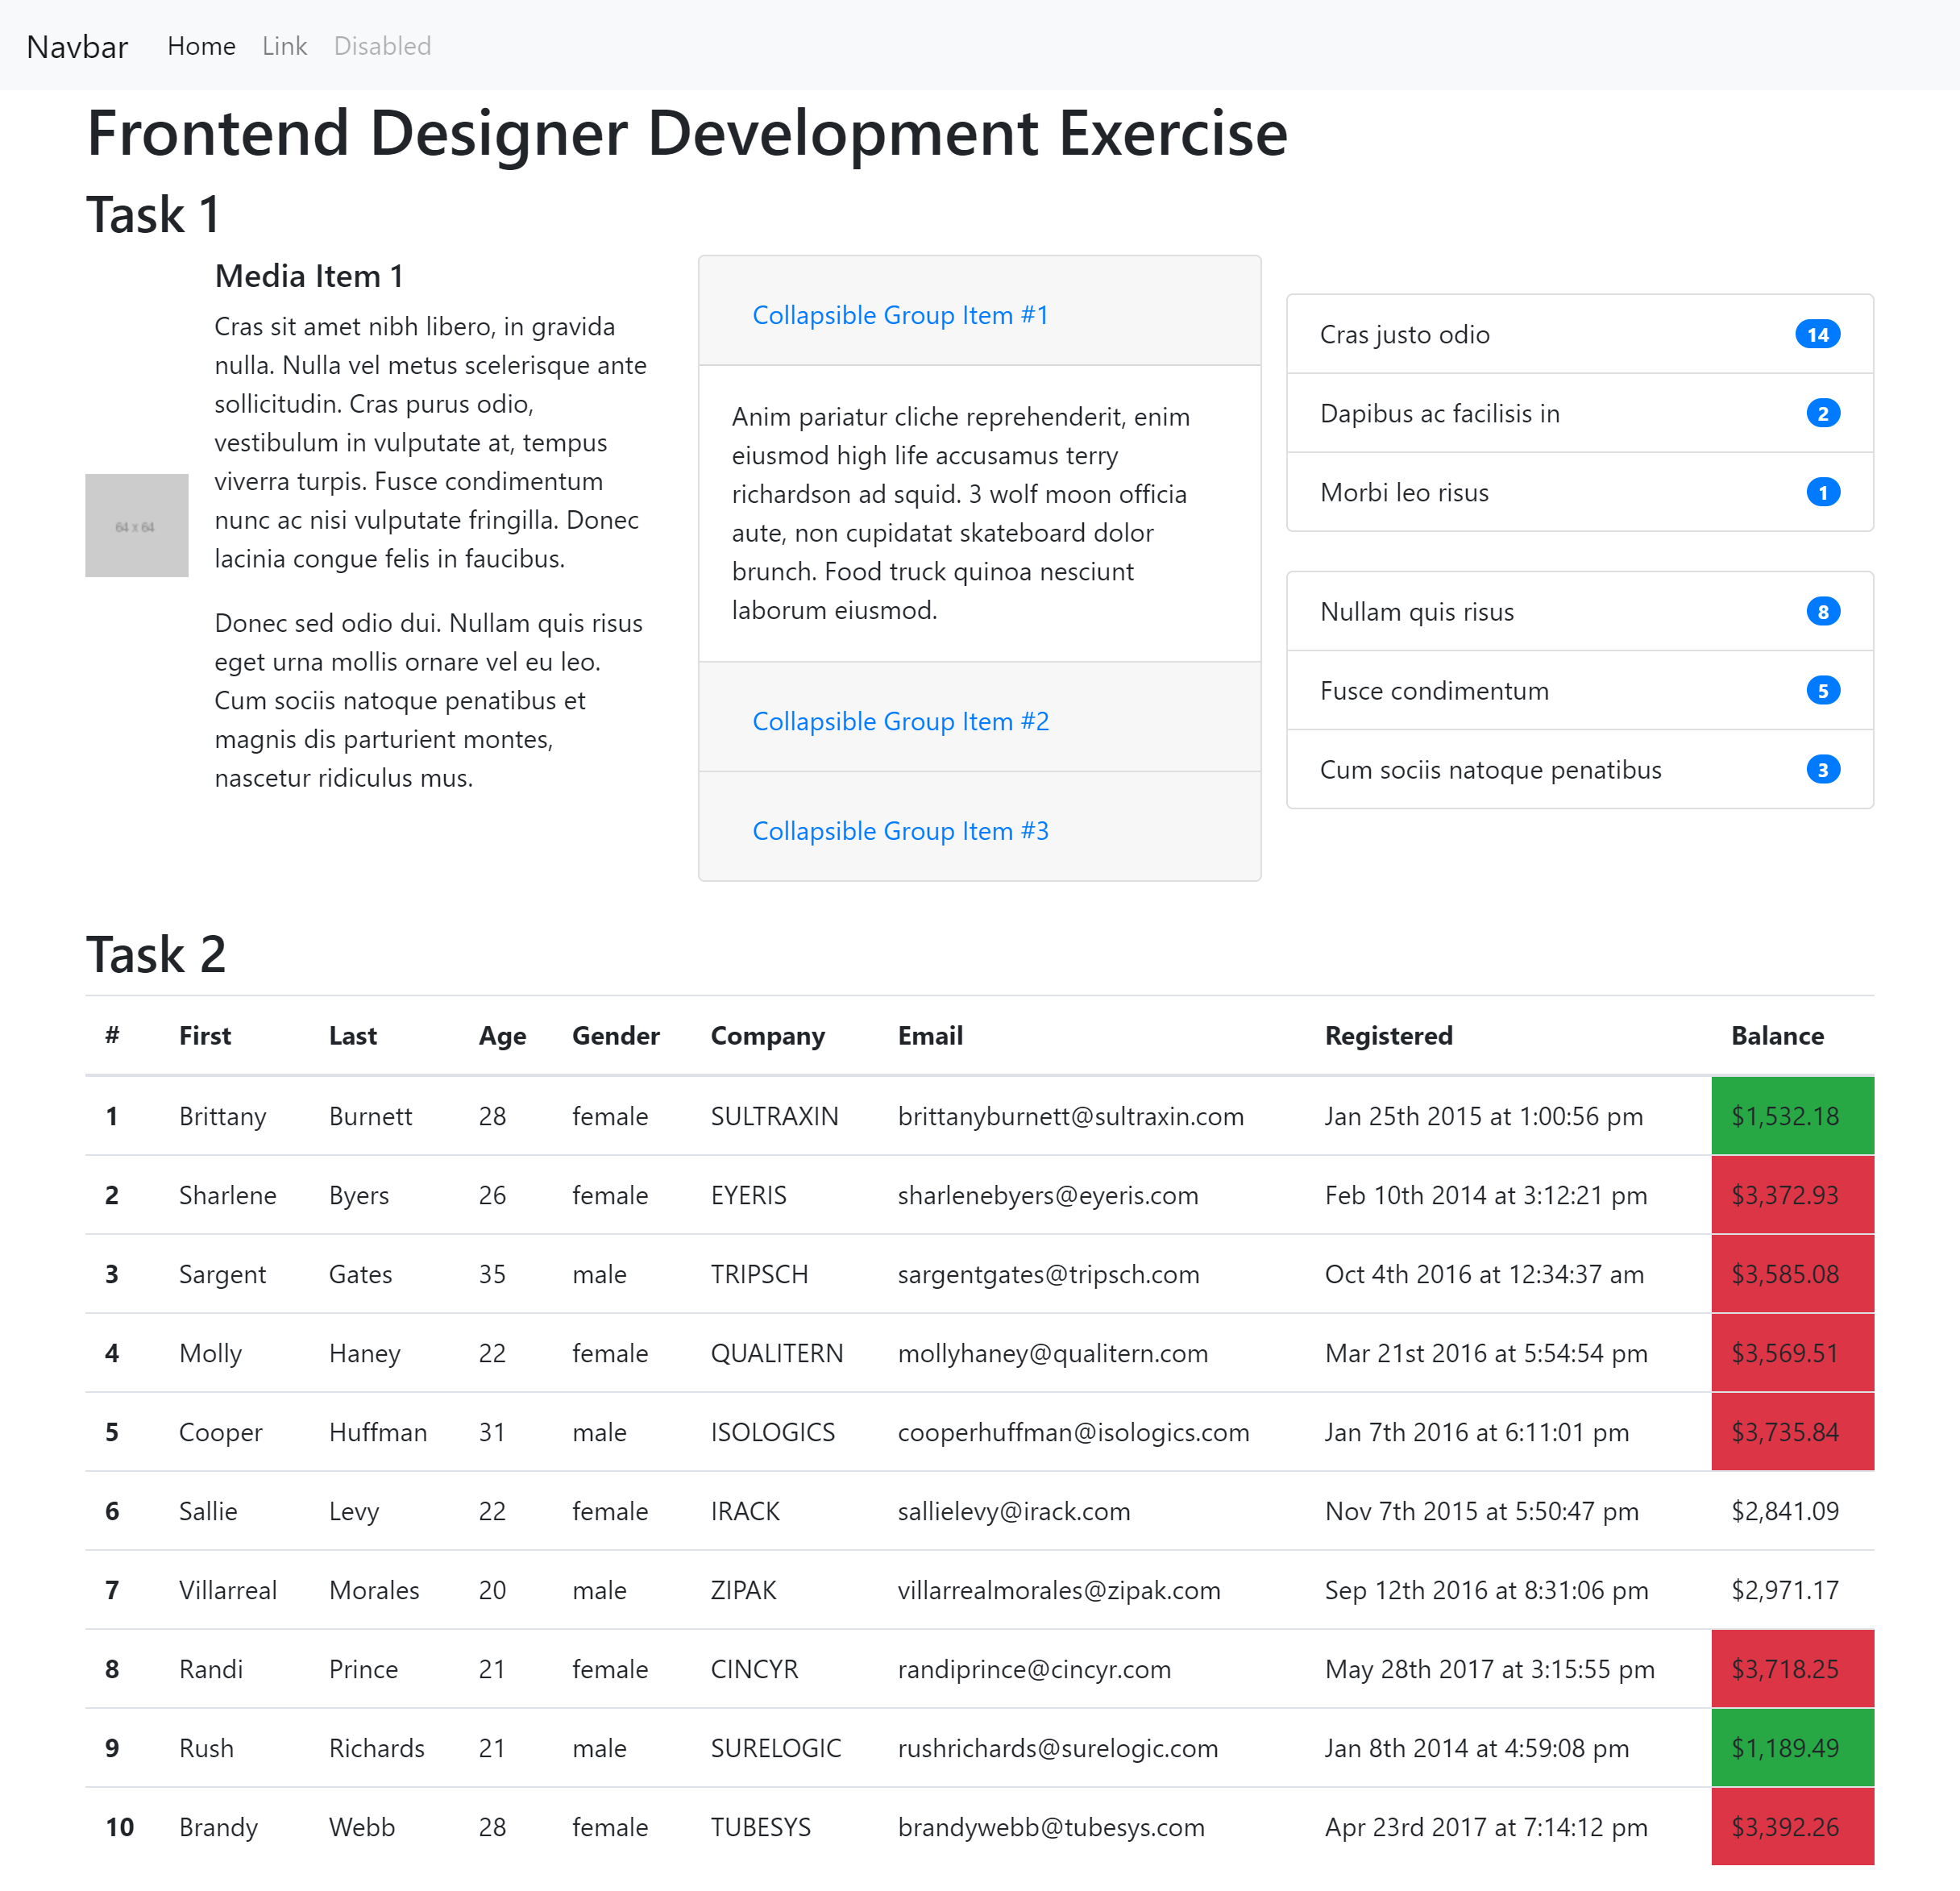 Navbar Home Link Disabled
Frontend Designer Development Exercise
Task 1
Media Item 1
Cras sit amet nibh libero, in gravida
nulla. Nulla vel metus scelerisque ante
sollicitudin. Cras purus odio,
vestibulum in vulputate at, tempus
viverra turpis. Fusce condimentum
nunc ac nisi vulputate fringilla. Donec
lacinia congue felis in faucibus.
64 x 64
Donec sed odio dui. Nullam quis risus
eget urna mollis ornare vel eu leo.
Cum sociis natoque penatibus et
magnis dis parturient montes,
nascetur ridiculus mus.
Collapsible Group Item #1
Anim pariatur cliche reprehenderit, enim
eiusmod high life accusamus terry
richardson ad squid. 3 wolf moon officia
aute, non cupidatat skateboard dolor
brunch. Food truck quinoa nesciunt
laborum eiusmod.
Collapsible Group Item #2
Collapsible Group Item #3
Cras justo odio 14
Dapibus ac facilisis in 2
Morbi leo risus 1
Nullam quis risus 8
Fusce condimentum 5
Cum sociis natoque penatibus 3
Task 2
# First Last Age Gender Company Email Registered Balance
1 Brittany Burnett 28 female SULTRAXIN brittanyburnett@sultraxin.com Jan 25th 2015 at 1:00:56 pm $1,532.18
2 Sharlene Byers 26 female EYERIS sharlenebyers@eyeris.com Feb 10th 2014 at 3:12:21 pm $3,372.93
3 Sargent Gates 35 male TRIPSCH sargentgates@tripsch.com Oct 4th 2016 at 12:34:37 am $3,585.08
4 Molly Haney 22 female QUALITERN mollyhaney@qualitern.com Mar 21st 2016 at 5:54:54 pm $3,569.51
5 Cooper Huffman 31 male ISOLOGICS cooperhuffman@isologics.com Jan 7th 2016 at 6:11:01 pm $3,735.84
6 Sallie Levy 22 female IRACK sallielevy@irack.com Nov 7th 2015 at 5:50:47 pm $2,841.09
7 Villarreal Morales 20 male ZIPAK villarrealmorales@zipak.com Sep 12th 2016 at 8:31:06 pm $2,971.17
8 Randi Prince 21 female CINCYR randiprince@cincyr.com May 28th 2017 at 3:15:55 pm $3,718.25
9 Rush Richards 21 male SURELOGIC rushrichards@surelogic.com Jan 8th 2014 at 4:59:08 pm $1,189.49
10 Brandy Webb 28 female TUBESYS brandywebb@tubesys.com Apr 23rd 2017 at 7:14:12 pm $3,392.26